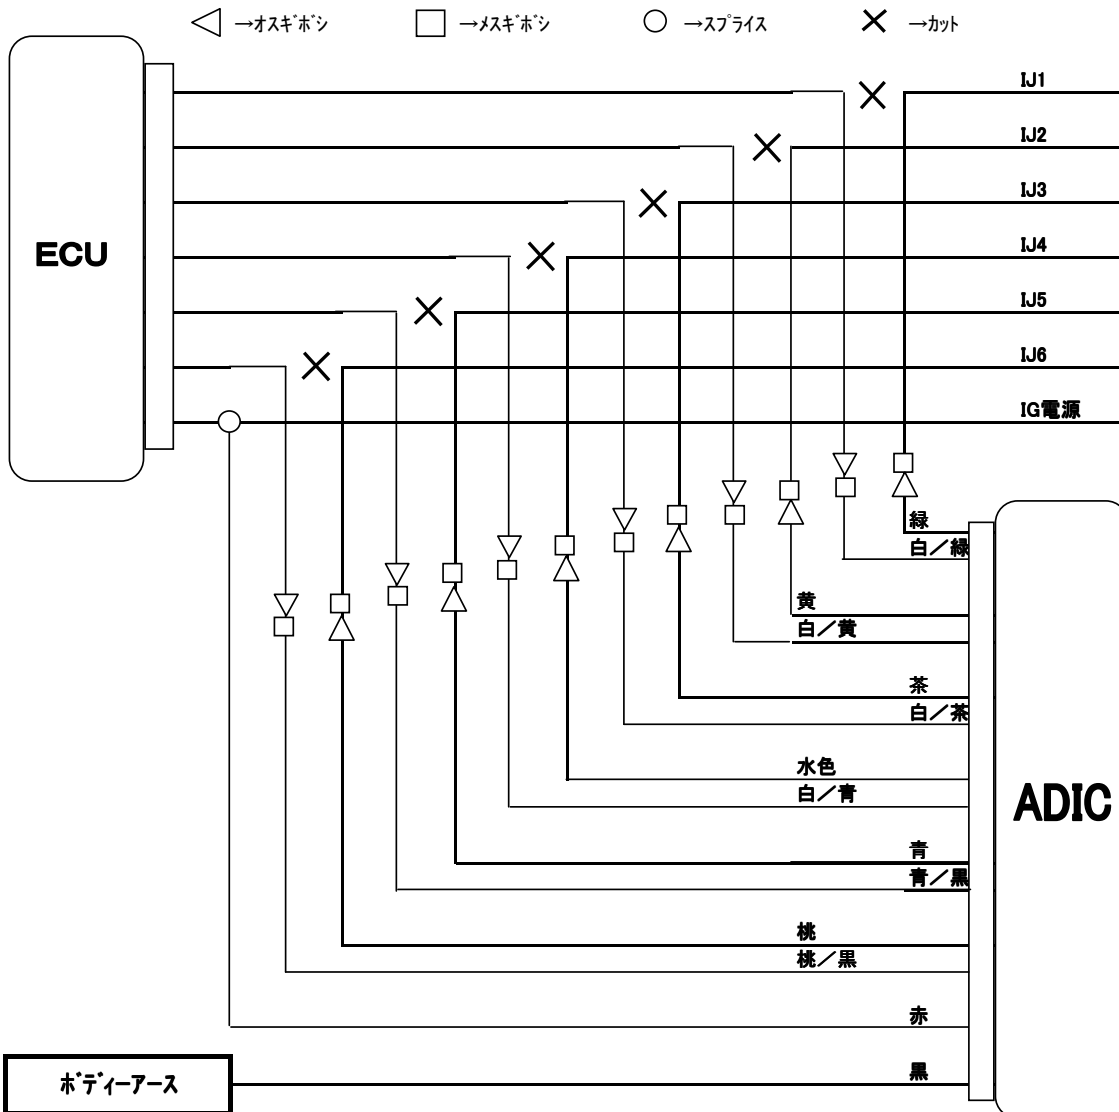 →オスギボシ
→メスギボシ
→スプライス
→カット
IJ1
IJ2
IJ3
IJ4
ECU
IJ5
IJ6
IG電源
緑
白／緑
黄
白／黄
茶
白／茶
水色
白／青
ADIC
青
青／黒
桃
桃／黒
赤
黒
ボディーアース